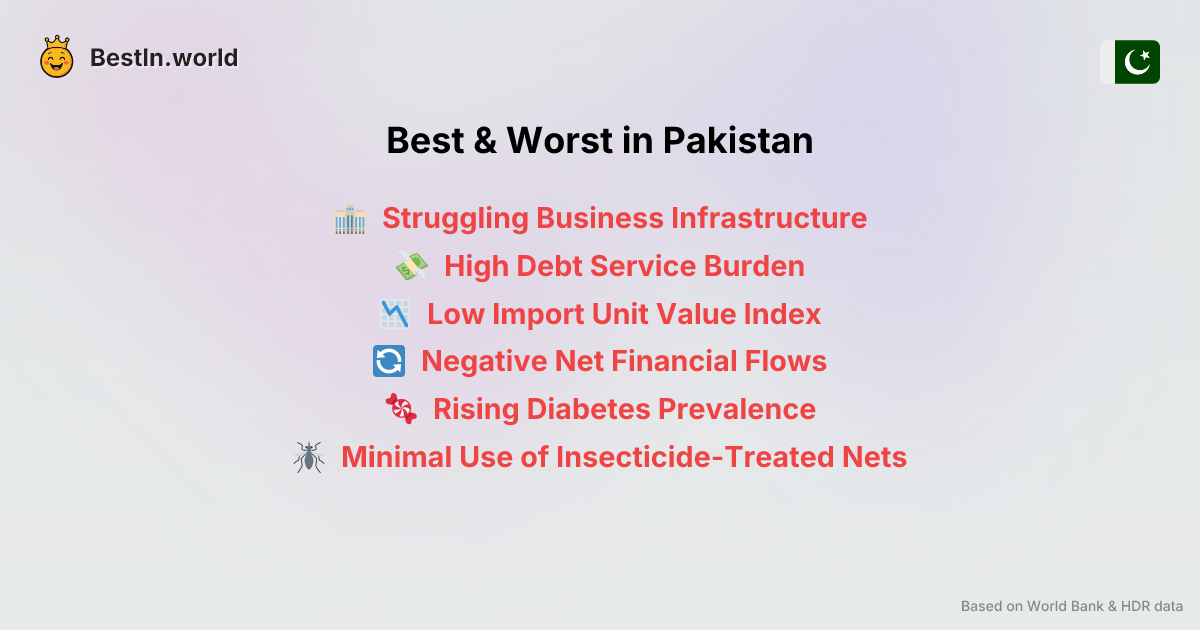 BestIn.world
Best & Worst in Pakistan
Struggling Business Infrastructure
High Debt Service Burden
Low Import Unit Value Index
Negative Net Financial Flows
Rising Diabetes Prevalence
Minimal Use of Insecticide-Treated Nets
Based on World Bank & HDR data